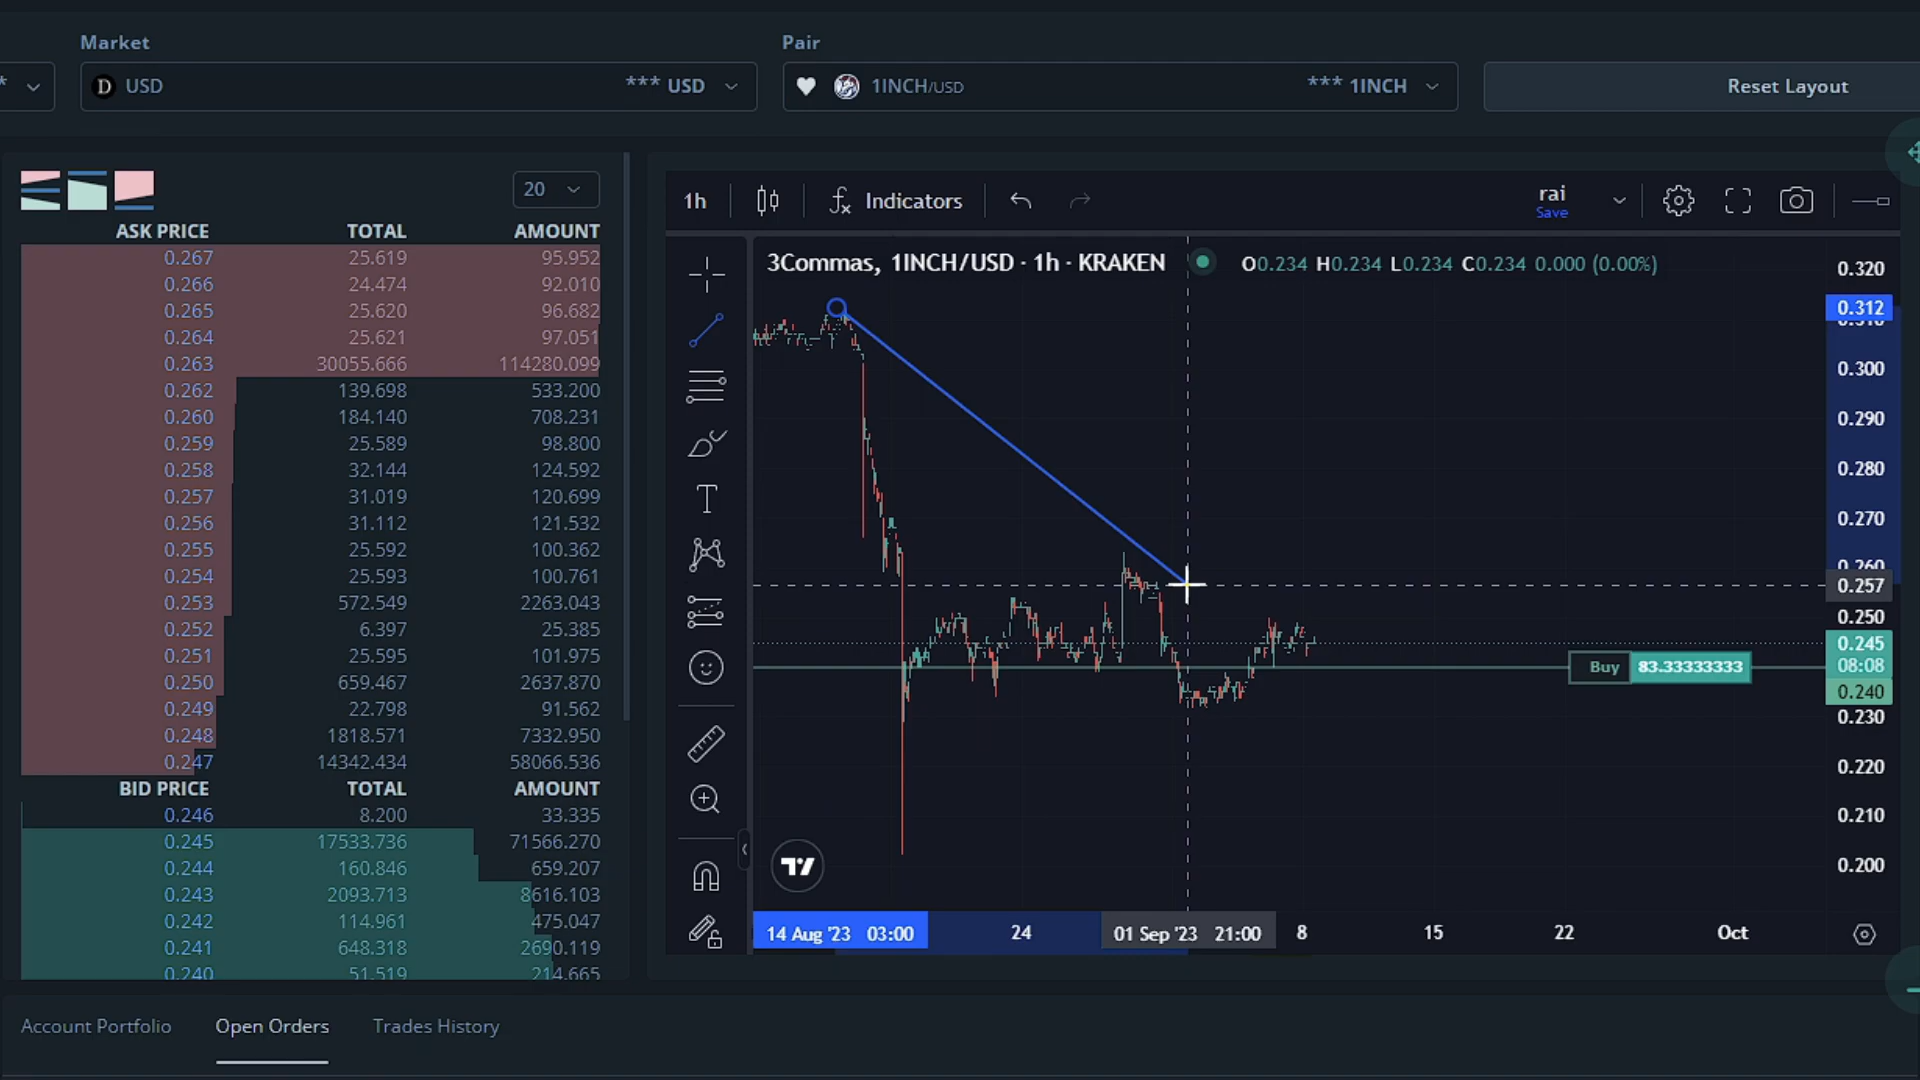 Market
Pair
* USD *** USD
1INCH/USD *** 1INCH
Reset Layout
20
ASK PRICE TOTAL AMOUNT
0.267 25.619 95.952
0.266 24.474 92.010
0.265 25.620 96.682
0.264 25.621 97.051
0.263 30055.666 114280.099
0.262 139.698 533.200
0.260 184.140 708.231
0.259 25.589 98.800
0.258 32.144 124.592
0.257 31.019 120.699
0.256 31.112 121.532
0.255 25.592 100.362
0.254 25.593 100.761
0.253 572.549 2263.043
0.252 6.397 25.385
0.251 25.595 101.975
0.250 659.467 2637.870
0.249 22.798 91.562
0.248 1818.571 7332.950
0.247 14342.434 58066.536
BID PRICE TOTAL AMOUNT
0.246 8.200 33.335
0.245 17533.736 71566.270
0.244 160.846 659.207
0.243 2093.713 8616.103
0.242 114.961 475.047
0.241 648.318 2690.119
0.240 51.519 214.665
1h Indicators rai
Save
3Commas, 1INCH/USD · 1h · KRAKEN O0.234 H0.234 L0.234 C0.234 0.000 (0.00%)
0.320
0.312
0.310
0.300
0.290
0.280
0.270
0.260
0.257
0.250
0.245
08:08
Buy 83.33333333
0.240
0.230
0.220
0.210
0.200
14 Aug '23 03:00 24 01 Sep '23 21:00 8 15 22 Oct
Account Portfolio Open Orders Trades History